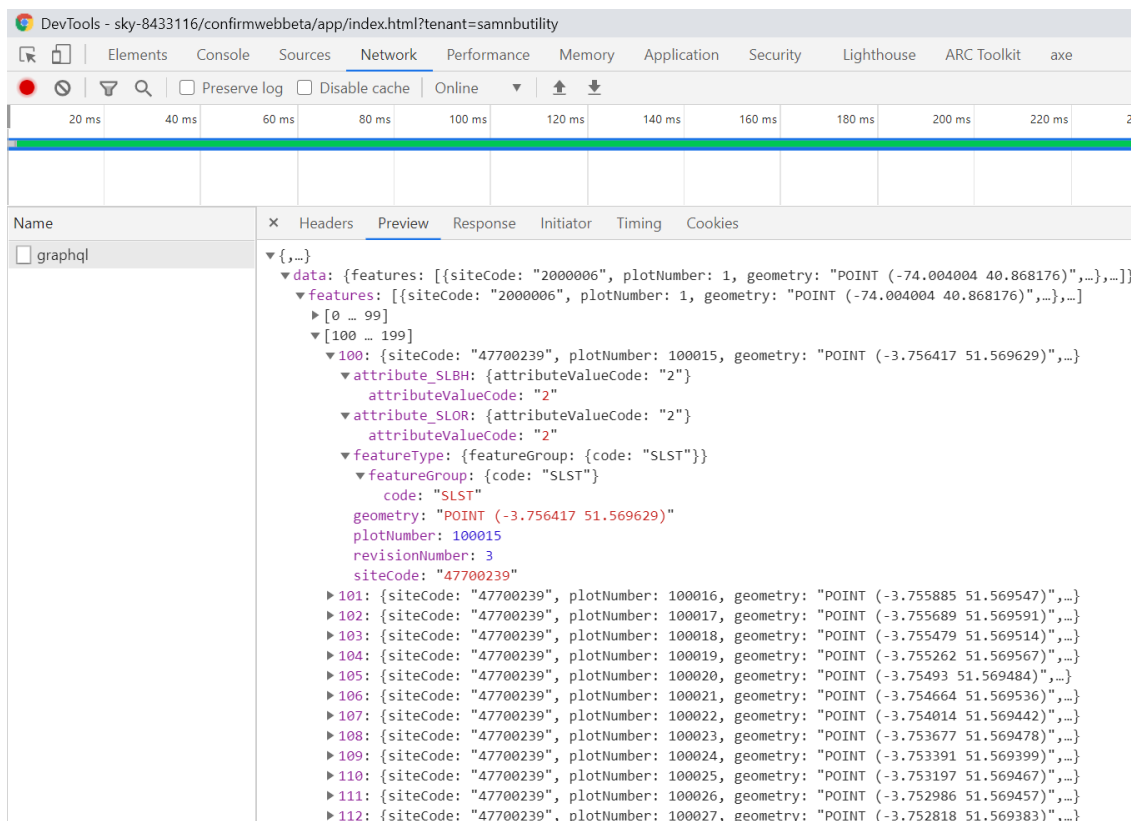 DevTools - sky-8433116/confirmwebbeta/app/index.html?tenant=samnbutility
Elements Console Sources Network Performance Memory Application Security Lighthouse ARC Toolkit axe
Preserve log Disable cache Online ▼
20 ms 40 ms 60 ms 80 ms 100 ms 120 ms 140 ms 160 ms 180 ms 200 ms 220 ms 2
Name × Headers Preview Response Initiator Timing Cookies
graphql
▼{,…}
▼data: {features: [{siteCode: "2000006", plotNumber: 1, geometry: "POINT (-74.004004 40.868176)",…},…]}
▼features: [{siteCode: "2000006", plotNumber: 1, geometry: "POINT (-74.004004 40.868176)",…},…]
▶[0 … 99]
▼[100 … 199]
▼100: {siteCode: "47700239", plotNumber: 100015, geometry: "POINT (-3.756417 51.569629)",…}
▼attribute_SLBH: {attributeValueCode: "2"}
attributeValueCode: "2"
▼attribute_SLOR: {attributeValueCode: "2"}
attributeValueCode: "2"
▼featureType: {featureGroup: {code: "SLST"}}
▼featureGroup: {code: "SLST"}
code: "SLST"
geometry: "POINT (-3.756417 51.569629)"
plotNumber: 100015
revisionNumber: 3
siteCode: "47700239"
▶101: {siteCode: "47700239", plotNumber: 100016, geometry: "POINT (-3.755885 51.569547)",…}
▶102: {siteCode: "47700239", plotNumber: 100017, geometry: "POINT (-3.755689 51.569591)",…}
▶103: {siteCode: "47700239", plotNumber: 100018, geometry: "POINT (-3.755479 51.569514)",…}
▶104: {siteCode: "47700239", plotNumber: 100019, geometry: "POINT (-3.755262 51.569567)",…}
▶105: {siteCode: "47700239", plotNumber: 100020, geometry: "POINT (-3.75493 51.569484)",…}
▶106: {siteCode: "47700239", plotNumber: 100021, geometry: "POINT (-3.754664 51.569536)",…}
▶107: {siteCode: "47700239", plotNumber: 100022, geometry: "POINT (-3.754014 51.569442)",…}
▶108: {siteCode: "47700239", plotNumber: 100023, geometry: "POINT (-3.753677 51.569478)",…}
▶109: {siteCode: "47700239", plotNumber: 100024, geometry: "POINT (-3.753391 51.569399)",…}
▶110: {siteCode: "47700239", plotNumber: 100025, geometry: "POINT (-3.753197 51.569467)",…}
▶111: {siteCode: "47700239", plotNumber: 100026, geometry: "POINT (-3.752986 51.569457)",…}
▶112: {siteCode: "47700239", plotNumber: 100027, geometry: "POINT (-3.752818 51.569383)",…}